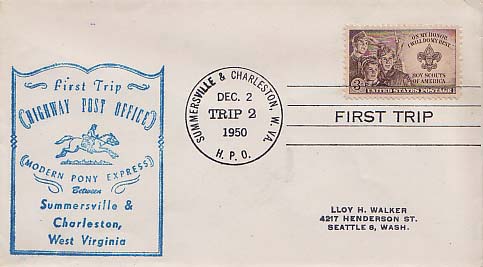 First Trip
HIGHWAY POST OFFICE
MODERN PONY EXPRESS
Between
Summersville &
Charleston,
West Virginia
SUMMERSVILLE & CHARLESTON, W. VA.
DEC. 2
TRIP 2
1950
H. P. O.
ON MY HONOR
I WILL DO MY BEST
BOY SCOUTS
OF AMERICA
3¢
UNITED STATES POSTAGE
FIRST TRIP
LLOY H. WALKER
4217 HENDERSON ST.
SEATTLE 6, WASH.